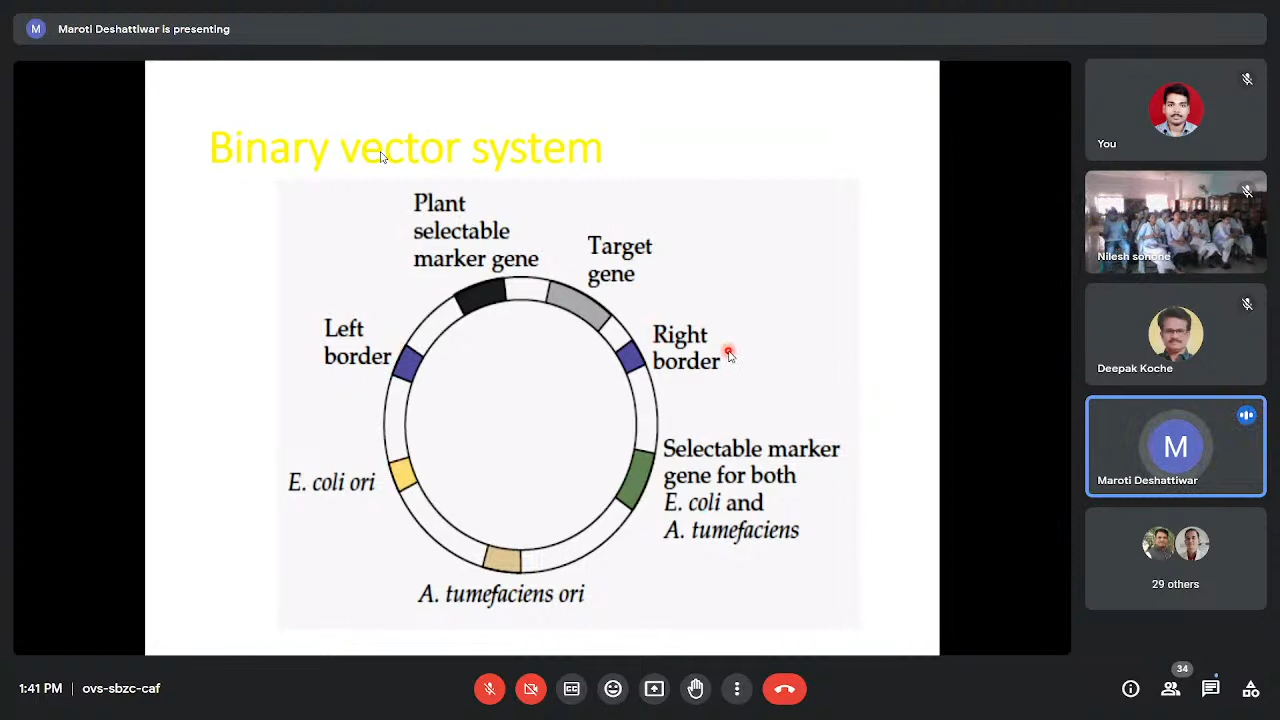 M Maroti Deshattiwar is presenting
Binary vector system
Plant
selectable
marker gene
Target
gene
Left
border
Right
border
E. coli ori
Selectable marker
gene for both
E. coli and
A. tumefaciens
A. tumefaciens ori
You
Nilesh sonone
Deepak Koche
M
Maroti Deshattiwar
29 others
1:41 PM | ovs-sbzc-caf
34